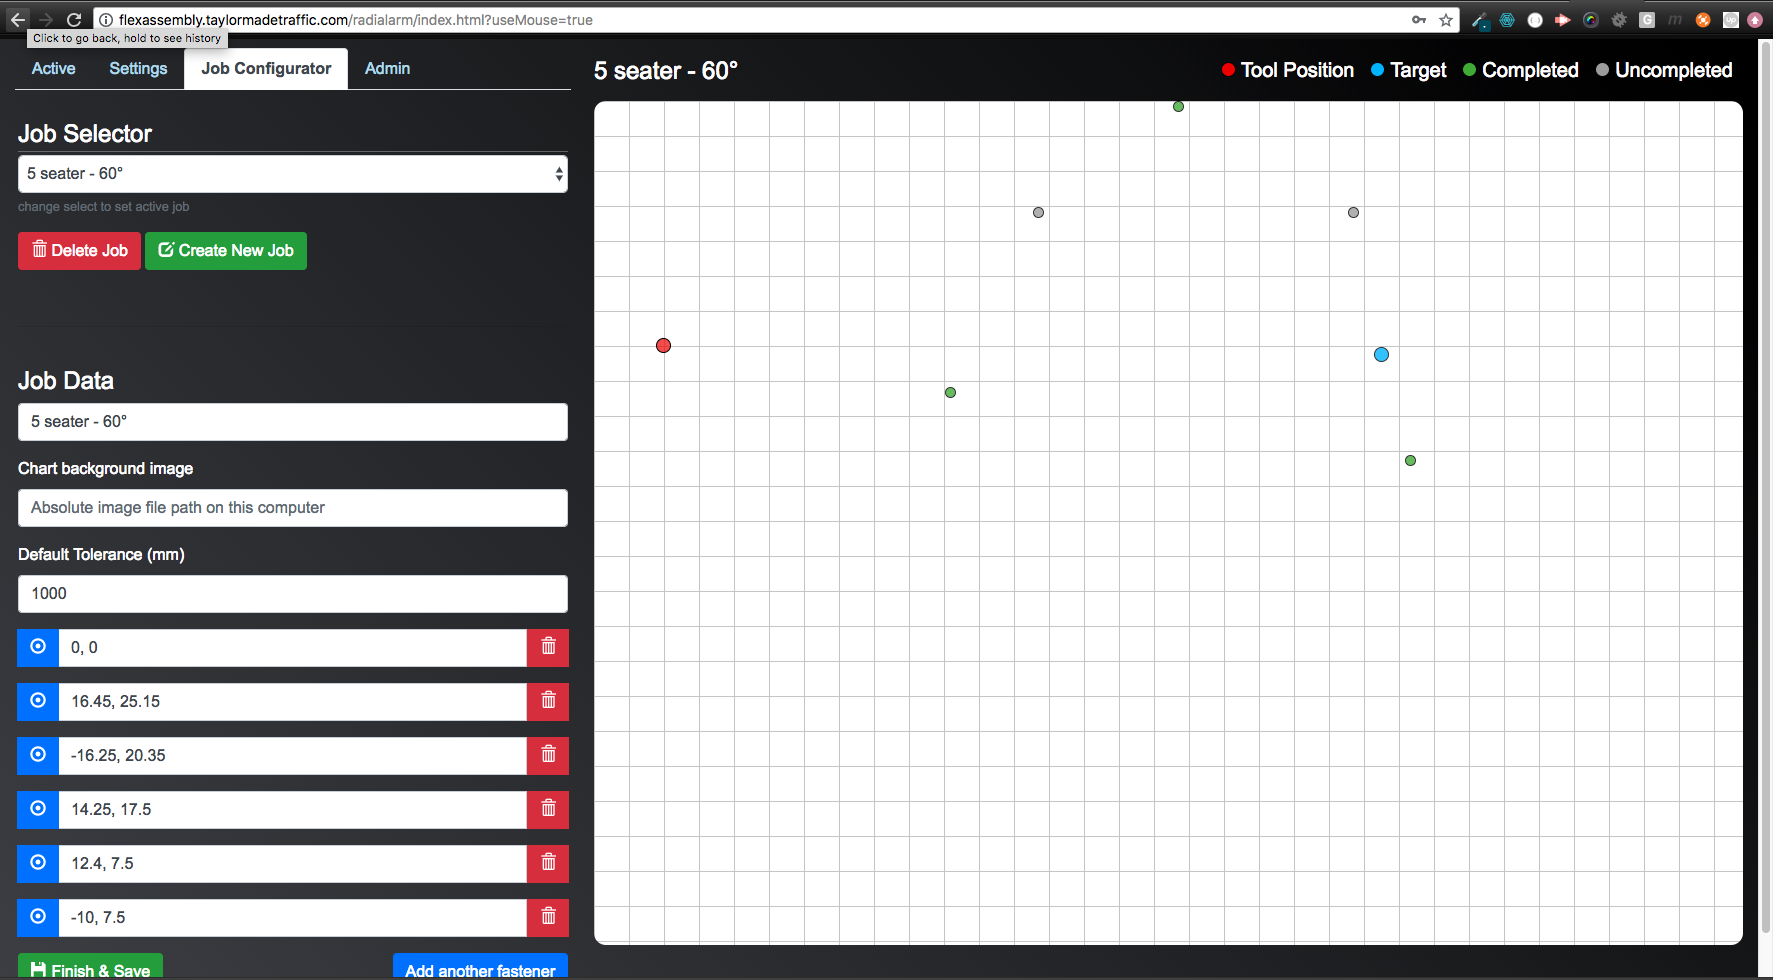 flexassembly.taylormadetraffic.com/radialarm/index.html?useMouse=true
Click to go back, hold to see history
Active Settings Job Configurator Admin
5 seater - 60°
Tool Position Target Completed Uncompleted
Job Selector
5 seater - 60°
change select to set active job
Delete Job Create New Job
Job Data
5 seater - 60°
Chart background image
Absolute image file path on this computer
Default Tolerance (mm)
1000
0, 0
16.45, 25.15
-16.25, 20.35
14.25, 17.5
12.4, 7.5
-10, 7.5
Finish & Save Add another fastener